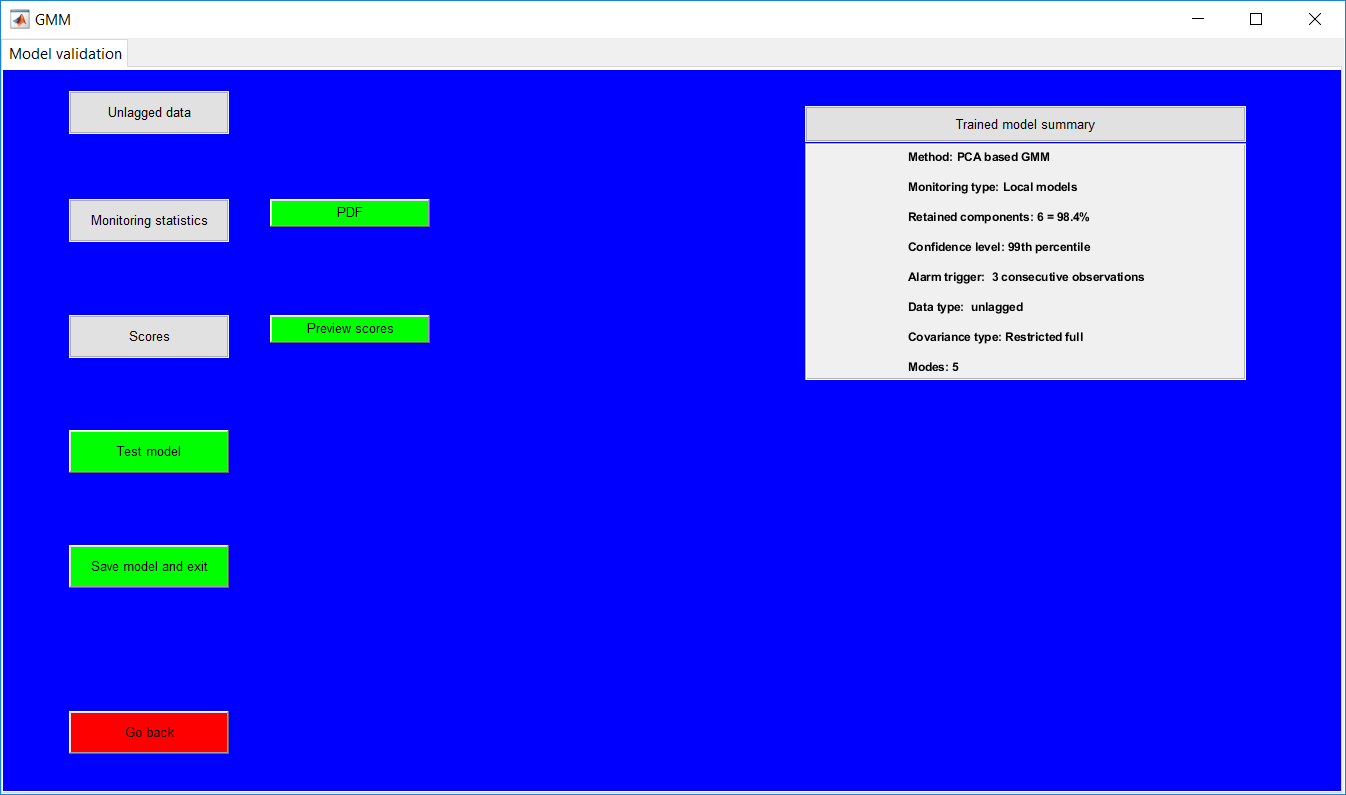 GMM
Model validation
Unlagged data
Monitoring statistics
PDF
Scores
Preview scores
Test model
Save model and exit
Go back
Trained model summary
Method: PCA based GMM
Monitoring type: Local models
Retained components: 6 = 98.4%
Confidence level: 99th percentile
Alarm trigger:  3 consecutive observations
Data type:  unlagged
Covariance type: Restricted full
Modes: 5